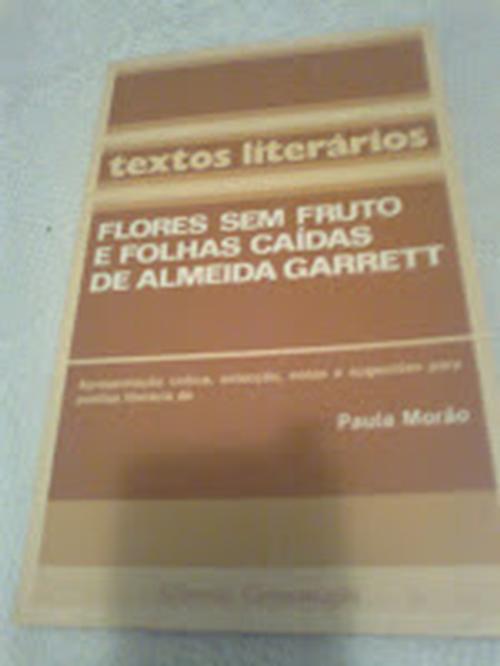 textos literários
FLORES SEM FRUTO
E FOLHAS CAÍDAS
DE ALMEIDA GARRETT
Apresentação crítica, selecção, notas e sugestões para
análise literária de
Paula Morão